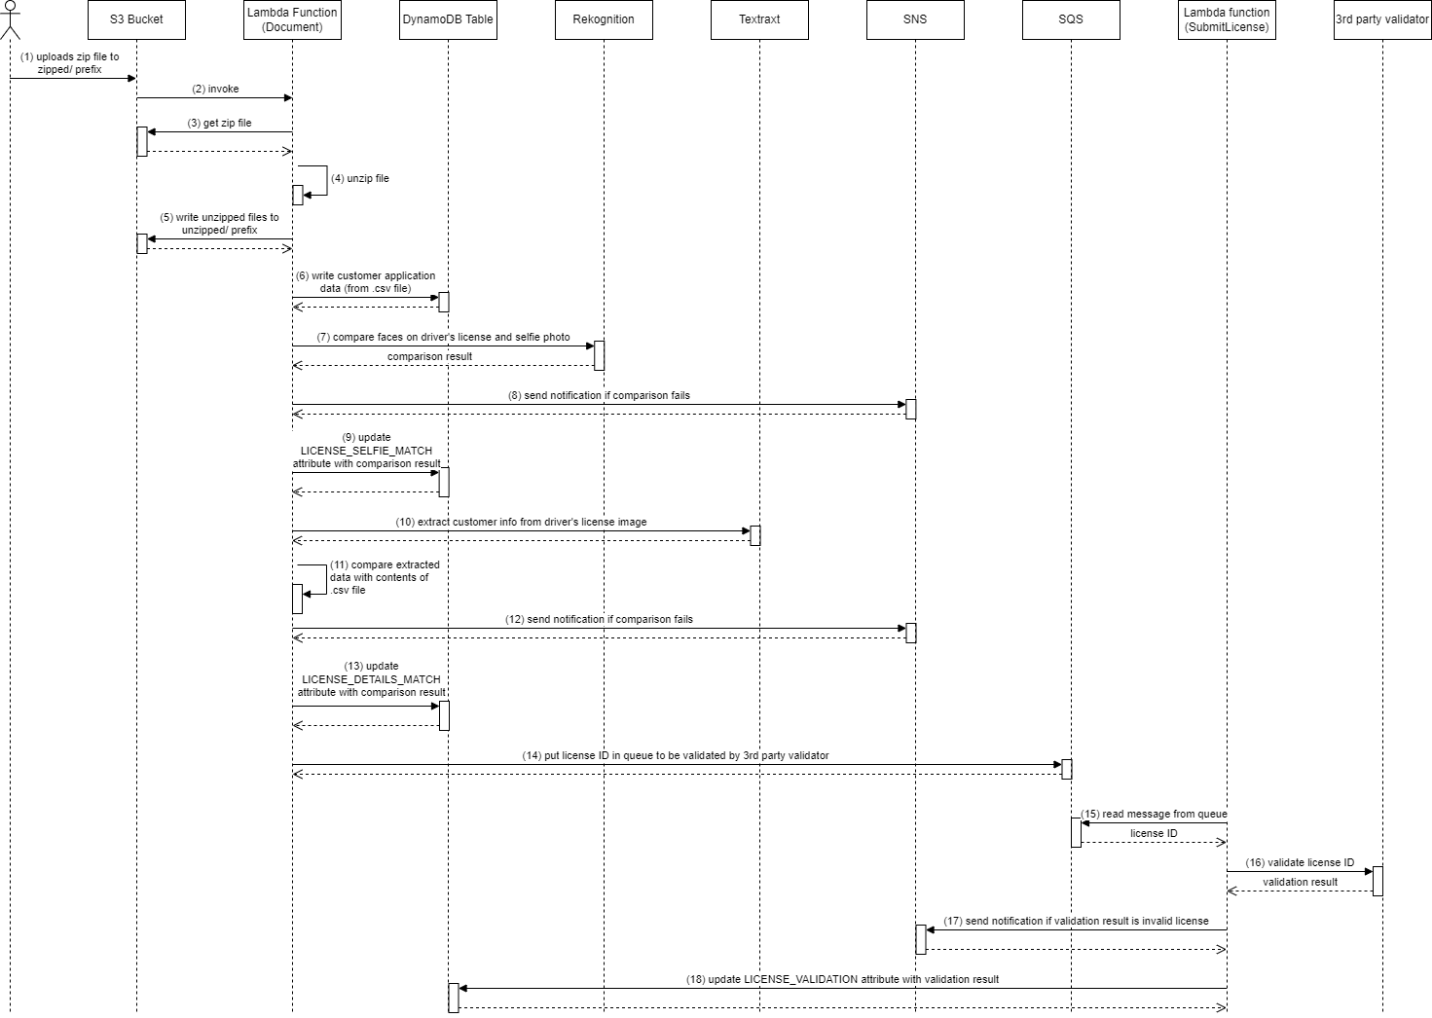 S3 Bucket
Lambda Function
(Document)
DynamoDB Table
Rekognition
Textraxt
SNS
SQS
Lambda function
(SubmitLicense)
3rd party validator
(1) uploads zip file to
zipped/ prefix
(2) invoke
(3) get zip file
(4) unzip file
(5) write unzipped files to
unzipped/ prefix
(6) write customer application
data (from .csv file)
(7) compare faces on driver's license and selfie photo
comparison result
(8) send notification if comparison fails
(9) update
LICENSE_SELFIE_MATCH
attribute with comparison result
(10) extract customer info from driver's license image
(11) compare extracted
data with contents of
.csv file
(12) send notification if comparison fails
(13) update
LICENSE_DETAILS_MATCH
attribute with comparison result
(14) put license ID in queue to be validated by 3rd party validator
(15) read message from queue
license ID
(16) validate license ID
validation result
(17) send notification if validation result is invalid license
(18) update LICENSE_VALIDATION attribute with validation result